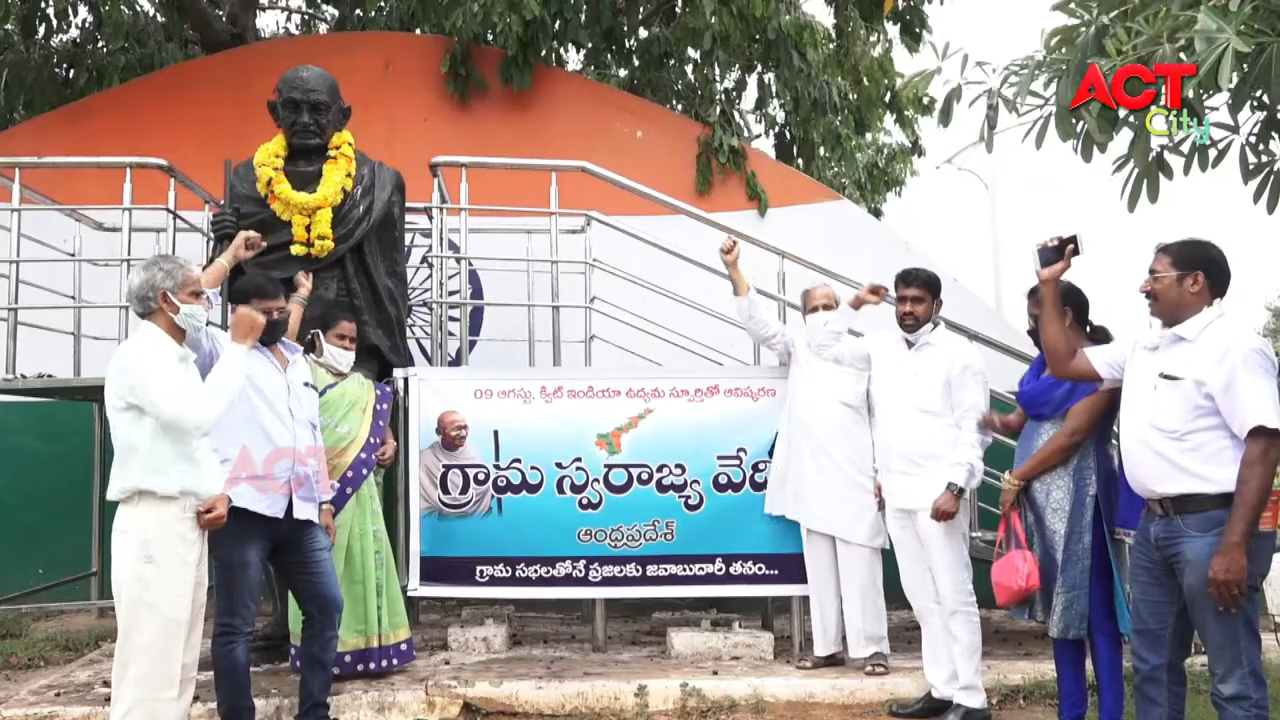 ACT
City
09 ఆగస్టు, క్విట్ ఇండియా ఉద్యమ స్ఫూర్తితో ఆవిష్కరణ
గ్రామ స్వరాజ్య
ఆంధ్రప్రదేశ్
గ్రామ సభలతోనే ప్రజలకు జవాబుదారీ తనం...
ACT